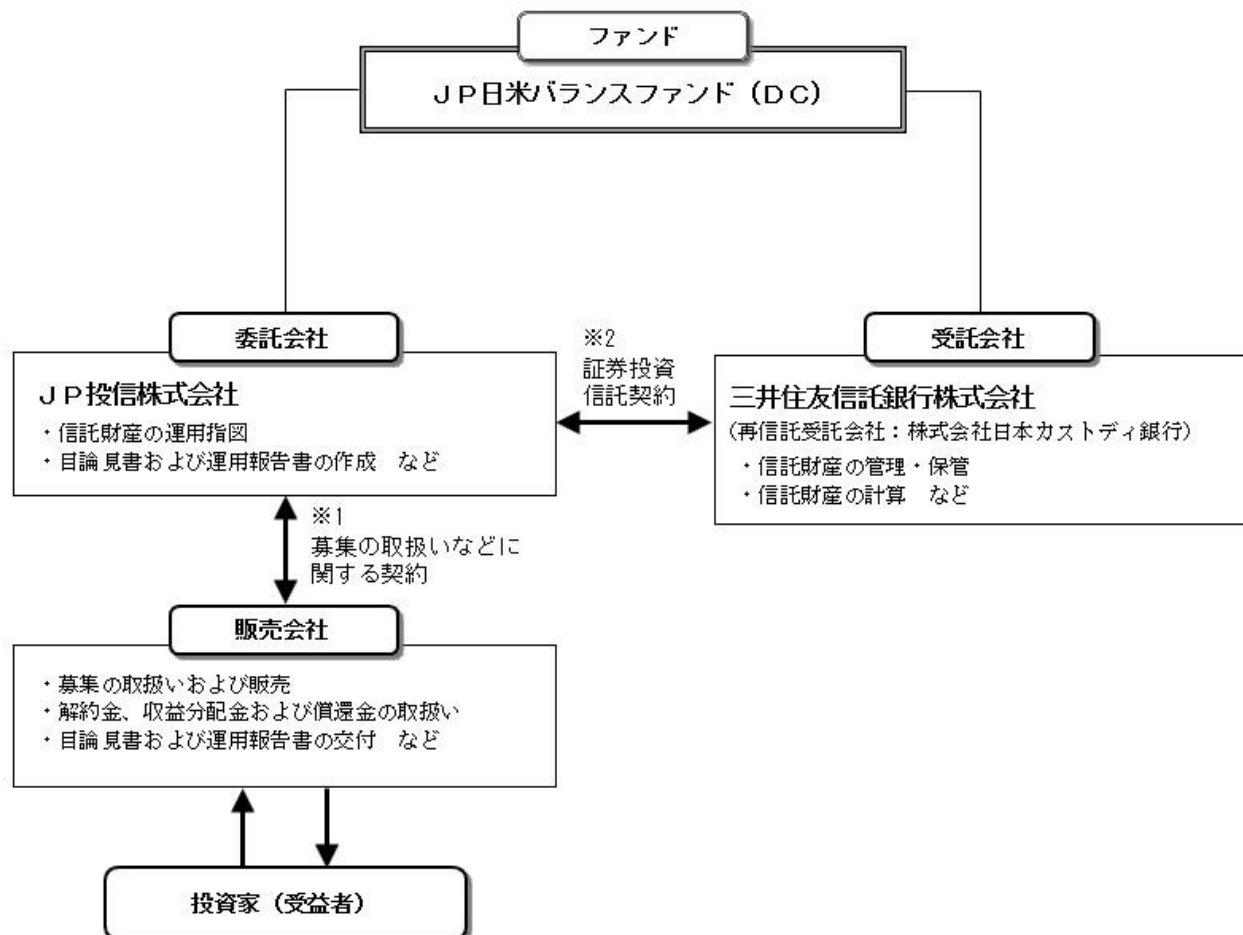 ファンド
JP日米バランスファンド（DC）
委託会社
JP投信株式会社
・信託財産の運用指図
・目論見書および運用報告書の作成　など
※2
証券投資
信託契約
受託会社
三井住友信託銀行株式会社
（再信託受託会社：株式会社日本カストディ銀行）
・信託財産の管理・保管
・信託財産の計算　など
※1
募集の取扱いなどに
関する契約
販売会社
・募集の取扱いおよび販売
・解約金、収益分配金および償還金の取扱い
・目論見書および運用報告書の交付　など
投資家（受益者）